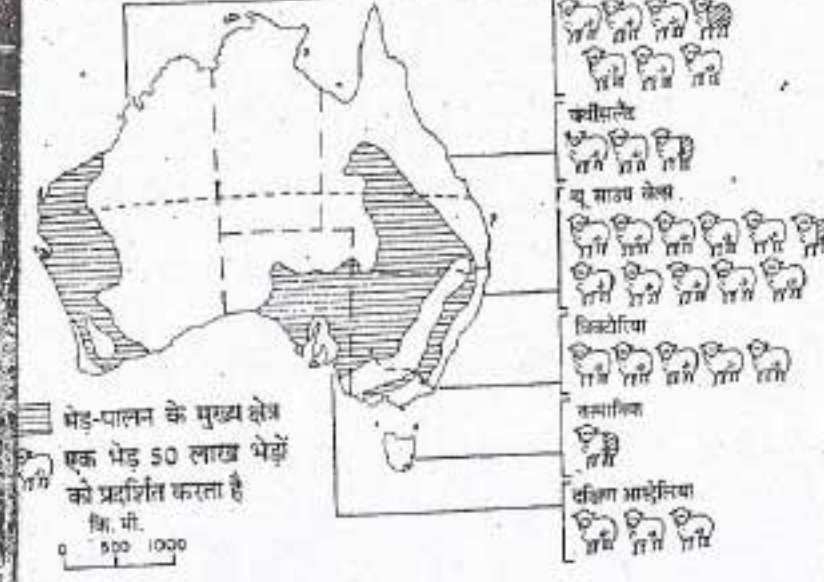 क्वींसलैंड
न्यू साउथ वेल्स
विक्टोरिया
तस्मानिया
दक्षिण आस्ट्रेलिया
भेड़-पालन के मुख्य क्षेत्र
एक भेड़ 50 लाख भेड़ों
को प्रदर्शित करता है
कि. मी.
0 500 1000